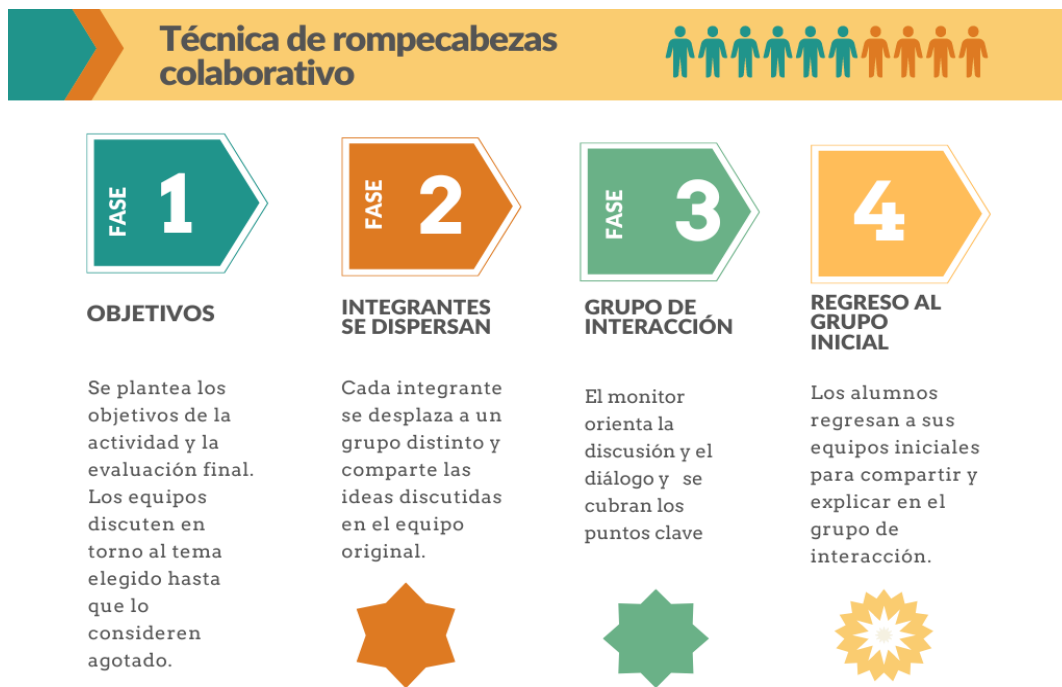 Técnica de rompecabezas
colaborativo
FASE 1
OBJETIVOS
Se plantea los
objetivos de la
actividad y la
evaluación final.
Los equipos
discuten en
torno al tema
elegido hasta
que lo
consideren
agotado.
FASE 2
INTEGRANTES
SE DISPERSAN
Cada integrante
se desplaza a un
grupo distinto y
comparte las
ideas discutidas
en el equipo
original.
FASE 3
GRUPO DE
INTERACCIÓN
El monitor
orienta la
discusión y el
diálogo y se
cubran los
puntos clave
4
REGRESO AL
GRUPO
INICIAL
Los alumnos
regresan a sus
equipos iniciales
para compartir y
explicar en el
grupo de
interacción.